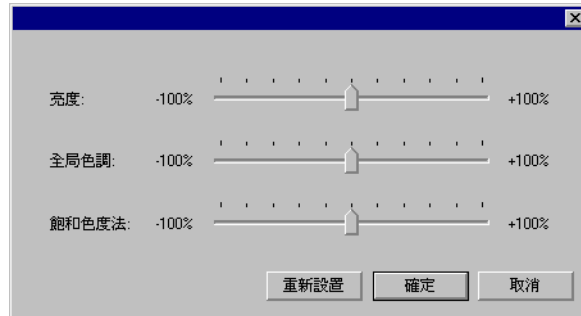 亮度: -100% +100%
全局色調: -100% +100%
飽和色度法: -100% +100%
重新設置 確定 取消